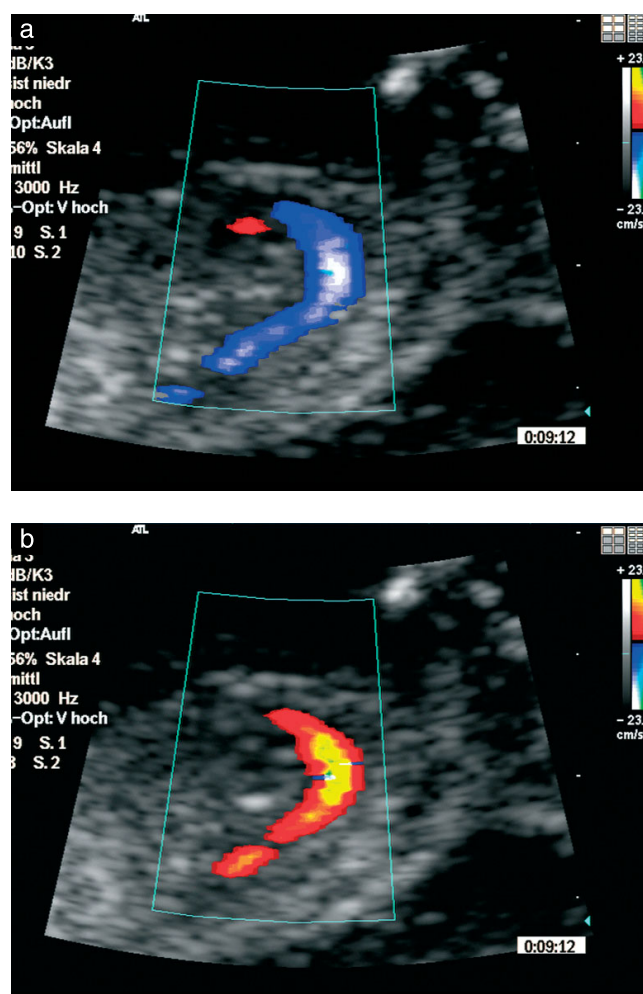 a
ATL
dB/K3
sist niedr
hoch
Opt:Aufl
56% Skala 4
mittl
3000 Hz
-Opt: V hoch
9 S. 1
10 S. 2
+ 23.
- 23.
cm/s
0:09:12
b
ATL
dB/K3
ist niedr
hoch
Opt:Aufl
56% Skala 4
mittl
3000 Hz
-Opt: V hoch
9 S. 1
3 S. 2
+ 23.
- 23.
cm/s
0:09:12